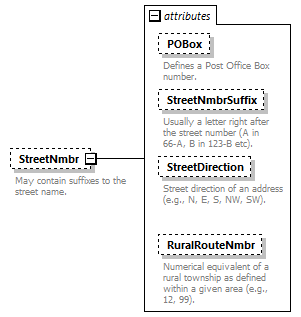 attributes
POBox
Defines a Post Office Box
number.
StreetNmbrSuffix
Usually a letter right after
the street number (A in
66-A, B in 123-B etc).
StreetNmbr
May contain suffixes to the
street name.
StreetDirection
Street direction of an address
(e.g., N, E, S, NW, SW).
RuralRouteNmbr
Numerical equivalent of a
rural township as defined
within a given area (e.g.,
12, 99).